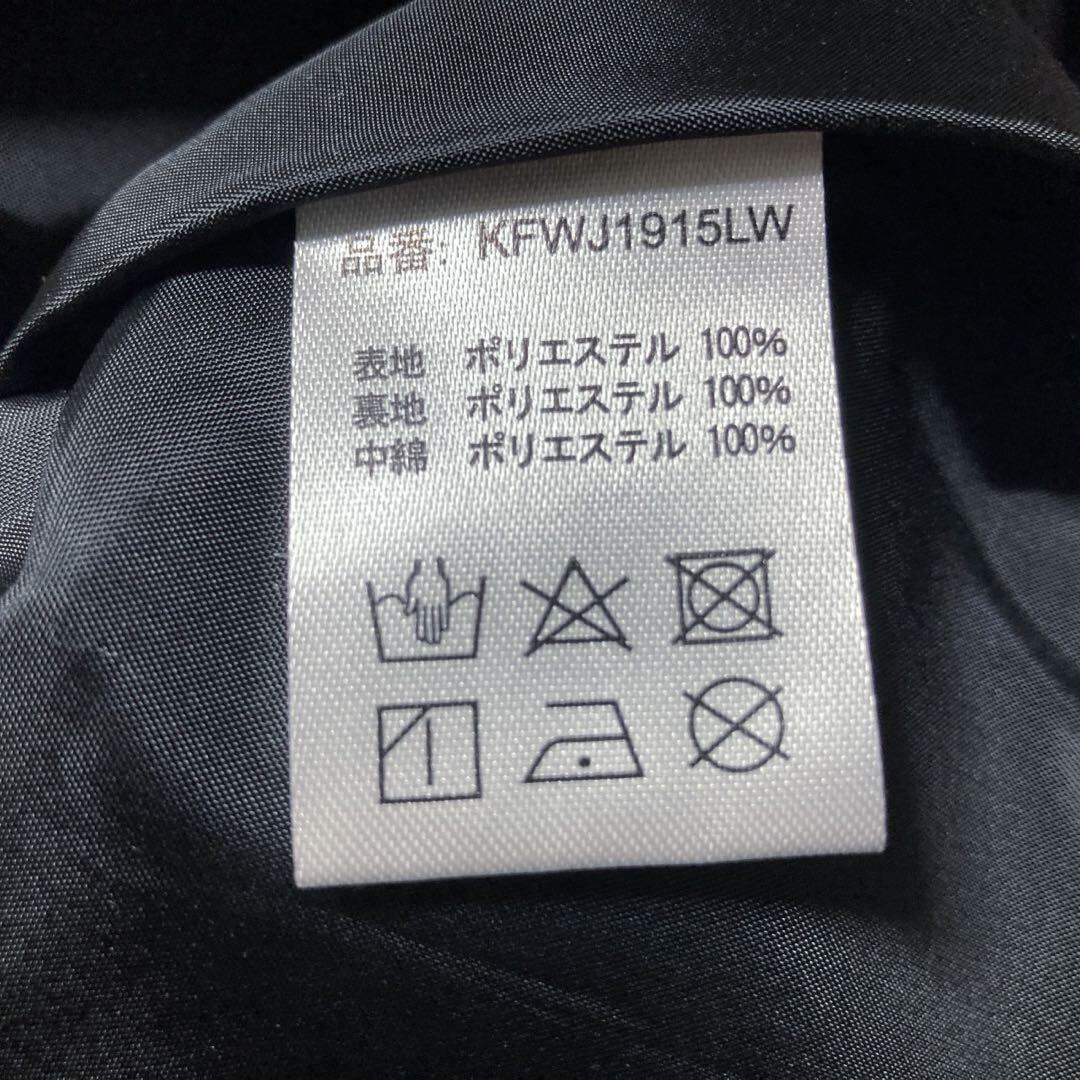 品番: KFWJ1915LW
表地 ポリエステル 100%
裏地 ポリエステル 100%
中綿 ポリエステル 100%